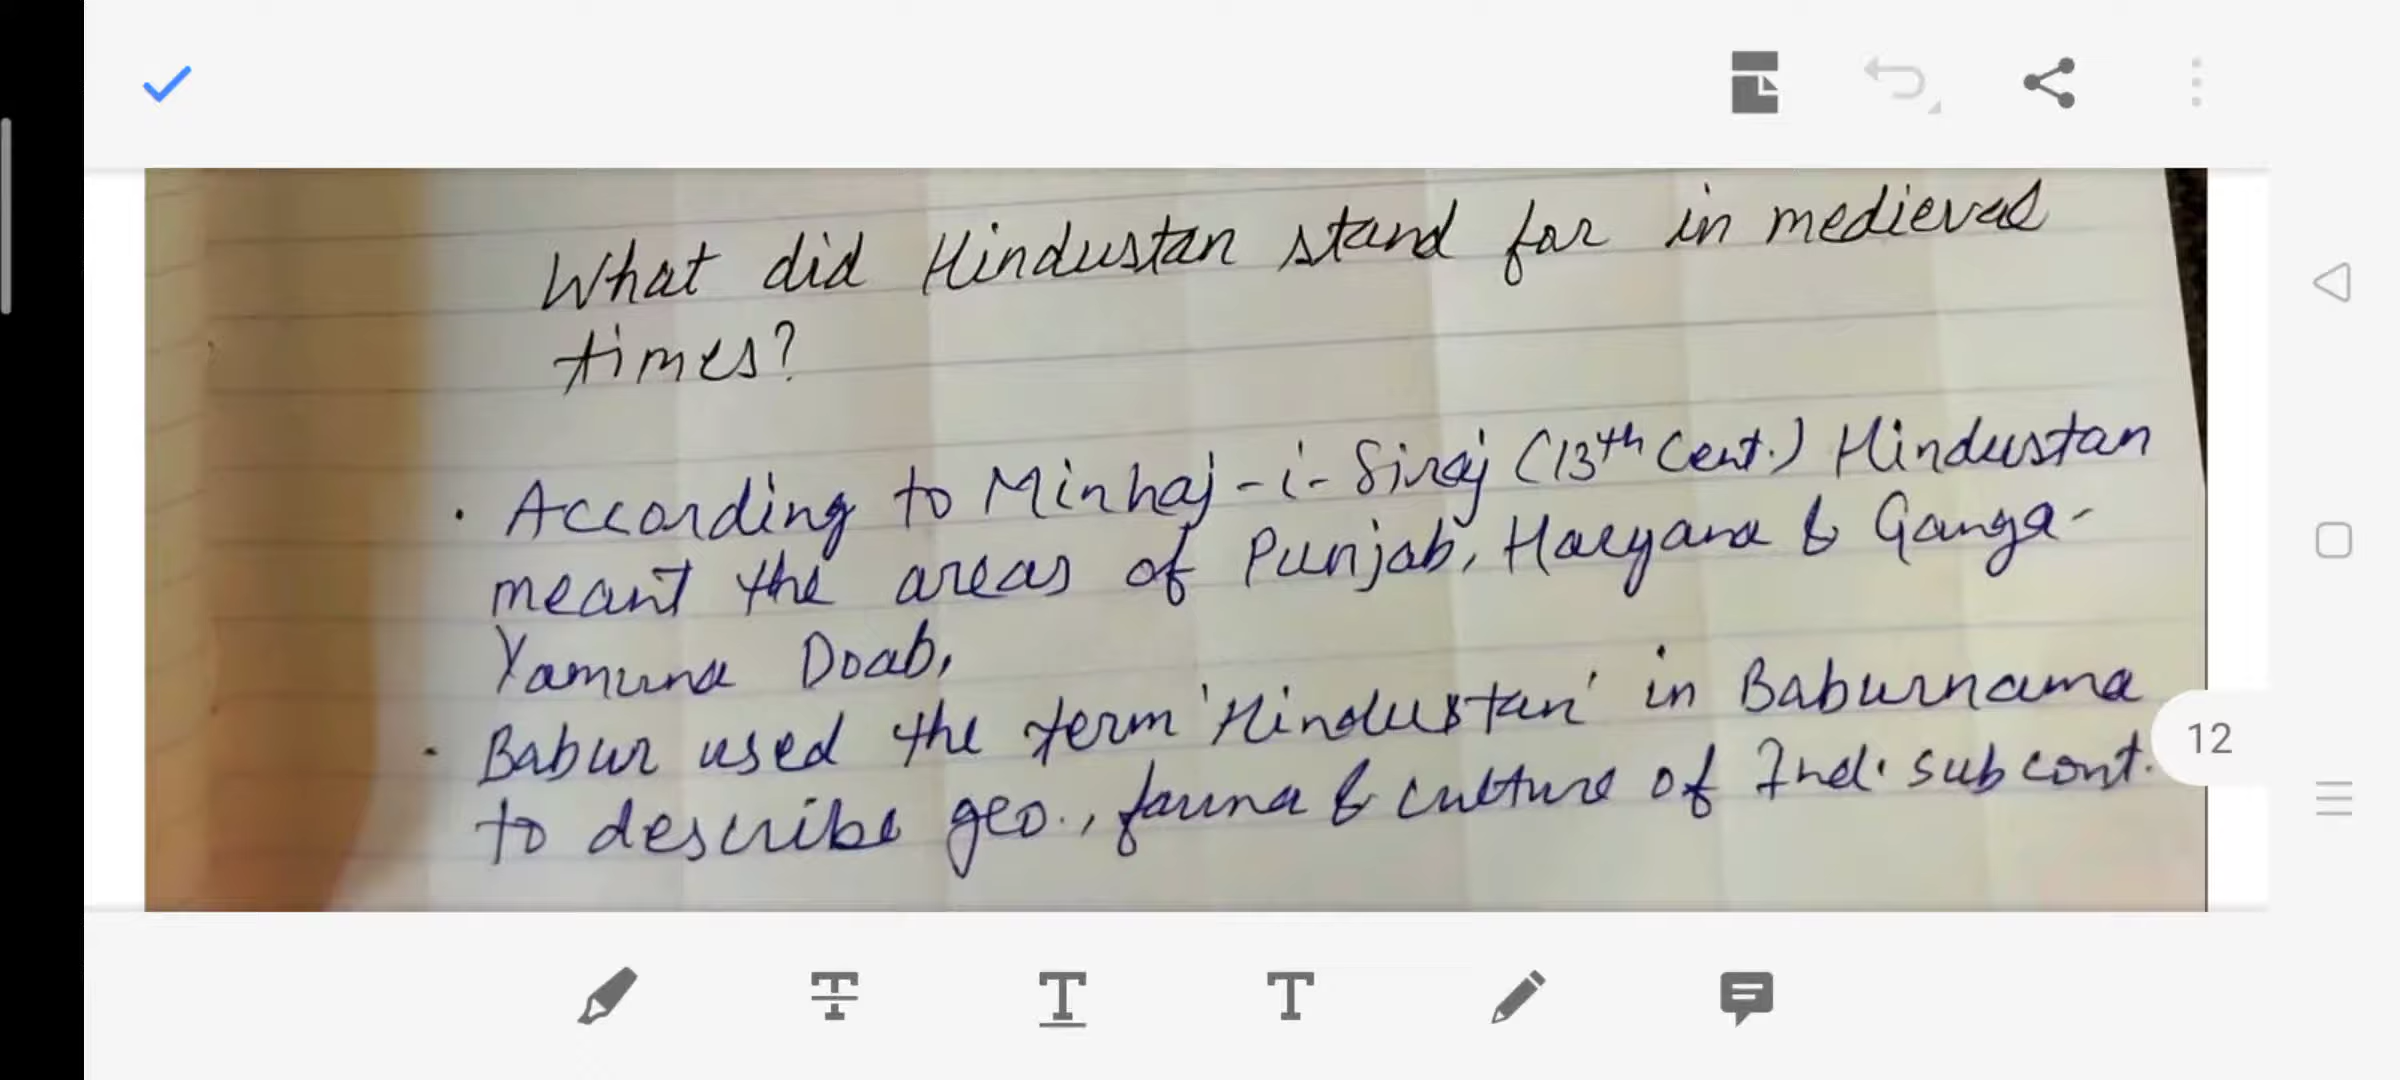 What did Hindustan stand for in medieval
times?
· According to Minhaj-i-Siraj (13th Cent.) Hindustan
meant the areas of Punjab, Haryana & Ganga-
Yamuna Doab.
· Babur used the term 'Hindustan' in Baburnama
to describe geo., fauna & culture of Ind. subcont.
12